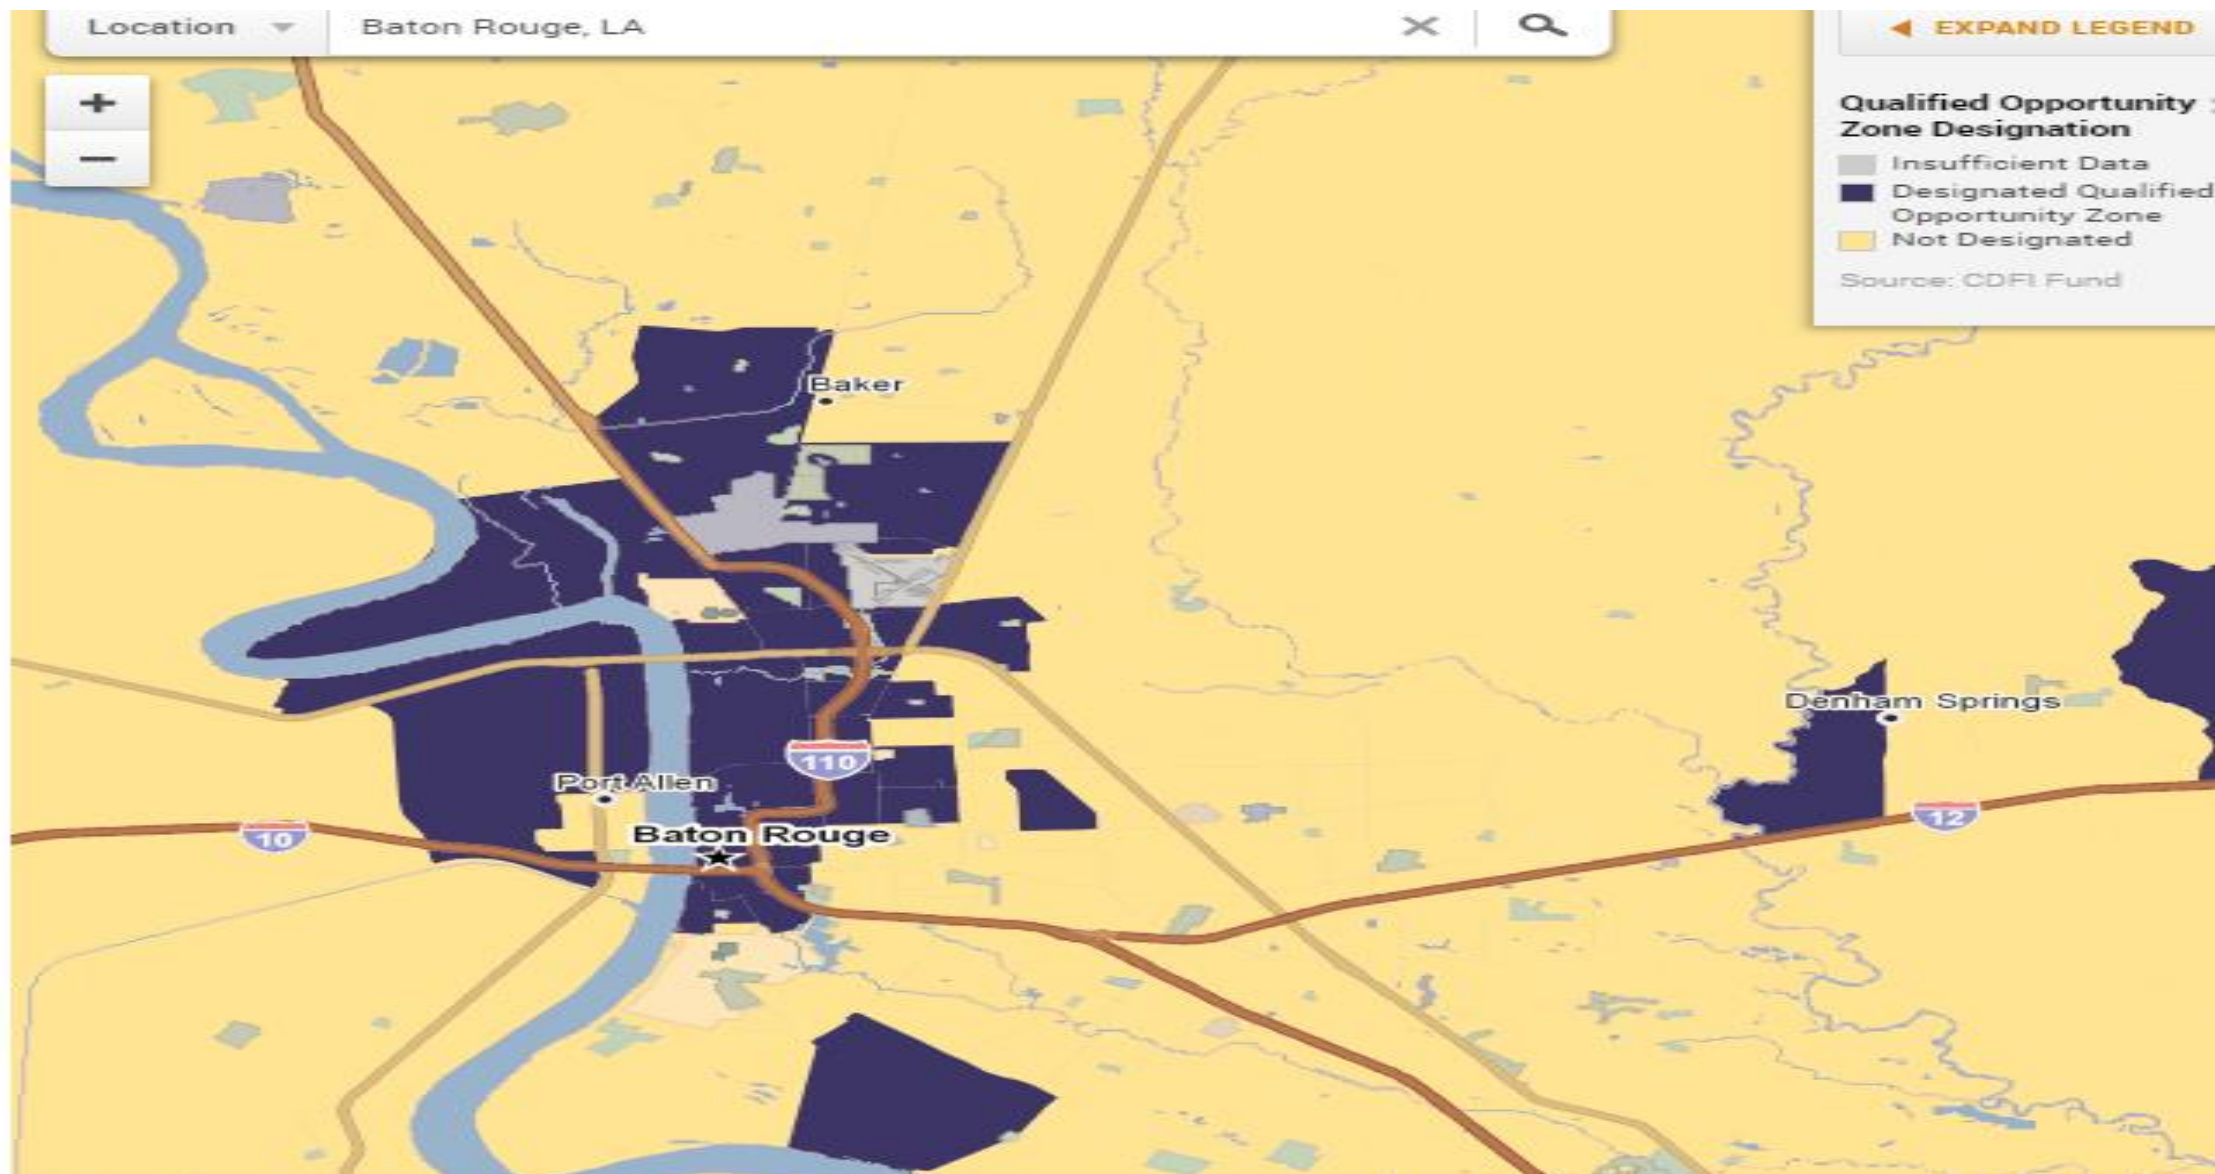 Location
Baton Rouge, LA
EXPAND LEGEND
+
−
Qualified Opportunity
Zone Designation
Insufficient Data
Designated Qualified
Opportunity Zone
Not Designated
Source: CDFI Fund
Baker
Denham Springs
110
Port Allen
Baton Rouge
10
12